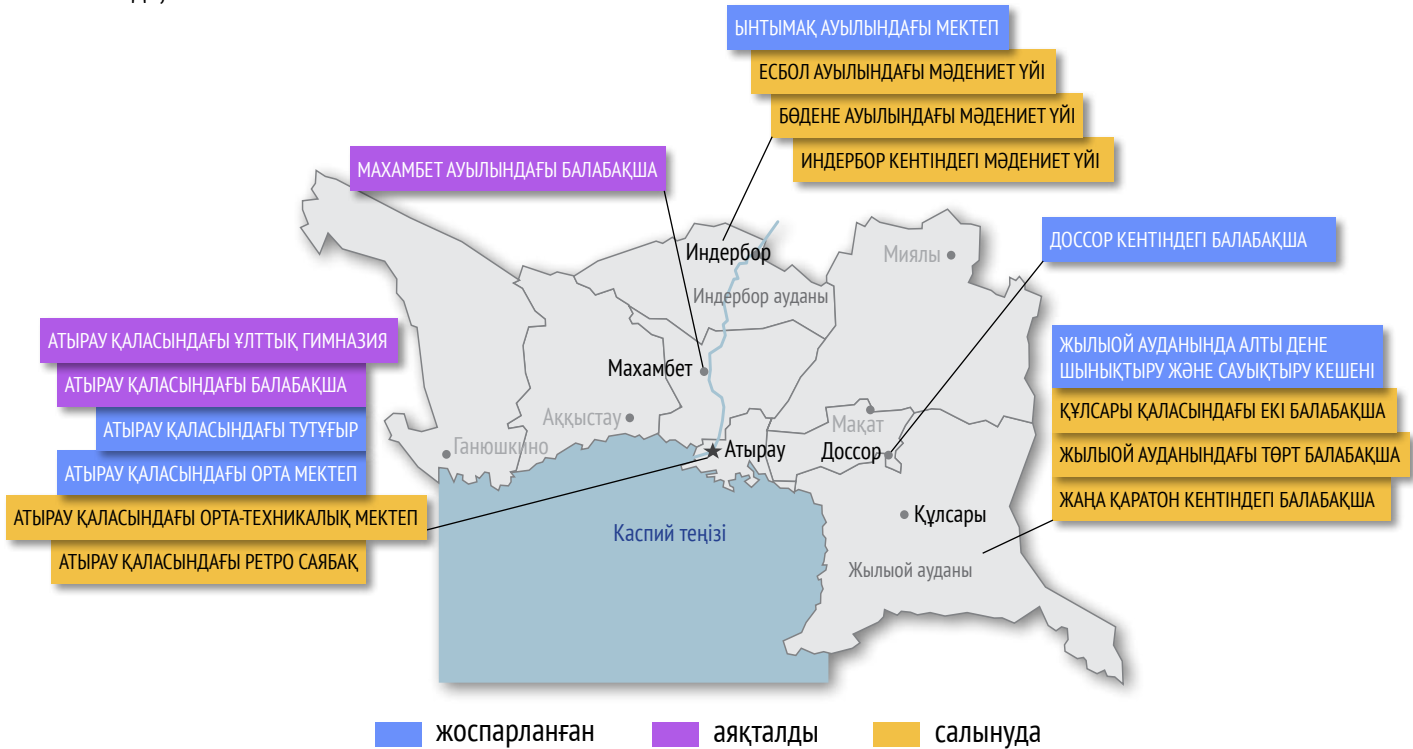 ЫНТЫМАҚ АУЫЛЫНДАҒЫ МЕКТЕП
ЕСБОЛ АУЫЛЫНДАҒЫ МӘДЕНИЕТ ҮЙІ
БӨДЕНЕ АУЫЛЫНДАҒЫ МӘДЕНИЕТ ҮЙІ
ИНДЕРБОР КЕНТІНДЕГІ МӘДЕНИЕТ ҮЙІ
МАХАМБЕТ АУЫЛЫНДАҒЫ БАЛАБАҚША
ДОССОР КЕНТІНДЕГІ БАЛАБАҚША
Индербор
Миялы
Индербор ауданы
АТЫРАУ ҚАЛАСЫНДАҒЫ ҰЛТТЫҚ ГИМНАЗИЯ
АТЫРАУ ҚАЛАСЫНДАҒЫ БАЛАБАҚША
АТЫРАУ ҚАЛАСЫНДАҒЫ ТУТҰҒЫР
АТЫРАУ ҚАЛАСЫНДАҒЫ ОРТА МЕКТЕП
АТЫРАУ ҚАЛАСЫНДАҒЫ ОРТА-ТЕХНИКАЛЫҚ МЕКТЕП
АТЫРАУ ҚАЛАСЫНДАҒЫ РЕТРО САЯБАҚ
Махамбет
Аққыстау
Ганюшкино
Атырау
Мақат
Доссор
Құлсары
Каспий теңізі
Жылыой ауданы
ЖЫЛЫОЙ АУДАНЫНДА АЛТЫ ДЕНЕ
ШЫНЫҚТЫРУ ЖӘНЕ САУЫҚТЫРУ КЕШЕНІ
ҚҰЛСАРЫ ҚАЛАСЫНДАҒЫ ЕКІ БАЛАБАҚША
ЖЫЛЫОЙ АУДАНЫНДАҒЫ ТӨРТ БАЛАБАҚША
ЖАҢА ҚАРАТОН КЕНТІНДЕГІ БАЛАБАҚША
жоспарланған
аяқталды
салынуда